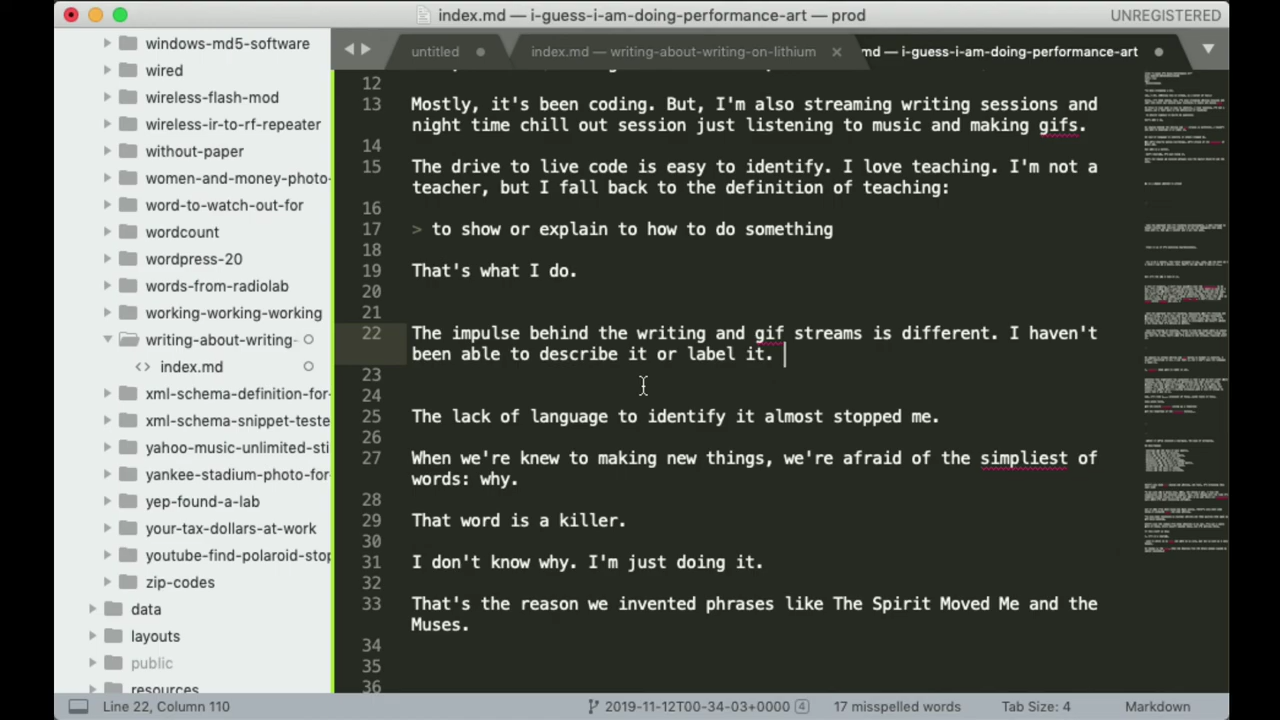 index.md — i-guess-i-am-doing-performance-art — prod
UNREGISTERED
windows-md5-software
wired
wireless-flash-mod
wireless-ir-to-rf-repeater
without-paper
women-and-money-photo-
word-to-watch-out-for
wordcount
wordpress-20
words-from-radiolab
working-working-working
writing-about-writing-
index.md
xml-schema-definition-for-
xml-schema-snippet-teste
yahoo-music-unlimited-sti
yankee-stadium-photo-for-
yep-found-a-lab
your-tax-dollars-at-work
youtube-find-polaroid-stop
zip-codes
data
layouts
public
resources
untitled
index.md — writing-about-writing-on-lithium
md — i-guess-i-am-doing-performance-art
12
13 Mostly, it's been coding. But, I'm also streaming writing sessions and
night time chill out session just listening to music and making gifs.
14
15 The drive to live code is easy to identify. I love teaching. I'm not a
teacher, but I fall back to the definition of teaching:
16
17 > to show or explain to how to do something
18
19 That's what I do.
20
21
22 The impulse behind the writing and gif streams is different. I haven't
been able to describe it or label it.
23
24
25 The lack of language to identify it almost stopped me.
26
27 When we're knew to making new things, we're afraid of the simpliest of
words: why.
28
29 That word is a killer.
30
31 I don't know why. I'm just doing it.
32
33 That's the reason we invented phrases like The Spirit Moved Me and the
Muses.
34
35
36
Line 22, Column 110
2019-11-12T00-34-03+0000 4
17 misspelled words
Tab Size: 4
Markdown